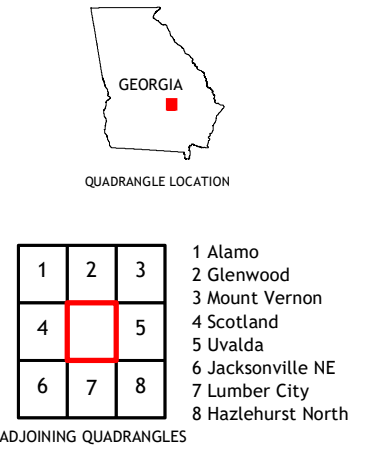 GEORGIA
QUADRANGLE LOCATION
1 2 3
4 5
6 7 8
1 Alamo
2 Glenwood
3 Mount Vernon
4 Scotland
5 Uvalda
6 Jacksonville NE
7 Lumber City
8 Hazlehurst North
ADJOINING QUADRANGLES